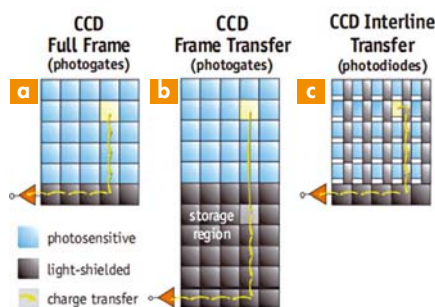 CCD
Full Frame
(photogates)
CCD
Frame Transfer
(photogates)
CCD Interline
Transfer
(photodiodes)
a
b
c
storage
region
photosensitive
light-shielded
charge transfer